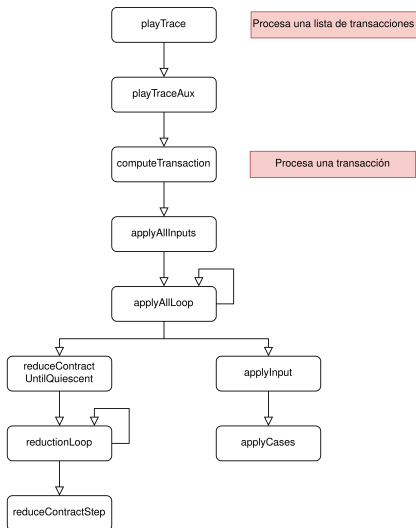 playTrace
Procesa una lista de transacciones
playTraceAux
computeTransaction
Procesa una transacción
applyAllInputs
applyAllLoop
reduceContract
UntilQuiescent
applyInput
reductionLoop
applyCases
reduceContractStep